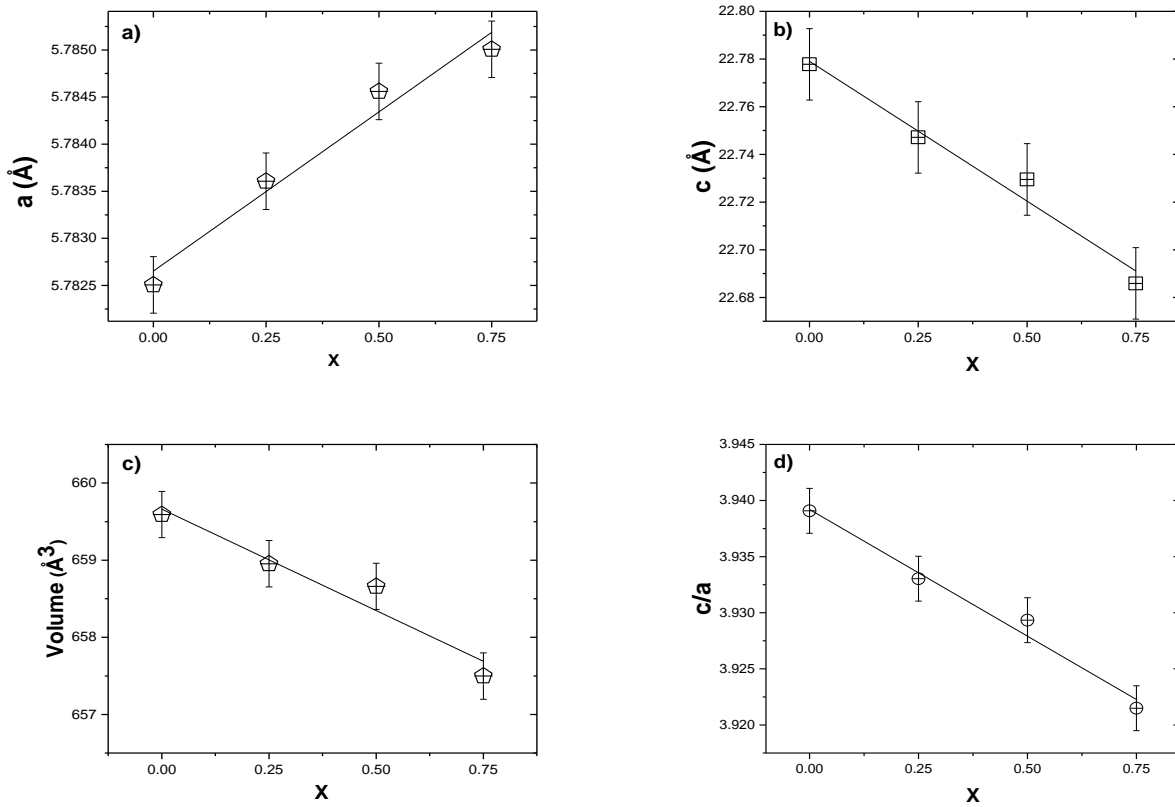 a)
5.7850
5.7845
5.7840
5.7835
5.7830
5.7825
a (Å)
0.00 0.25 0.50 0.75
x
b)
22.80
22.78
22.76
22.74
22.72
22.70
22.68
c (Å)
0.00 0.25 0.50 0.75
X
c)
660
659
658
657
Volume (Å³)
0.00 0.25 0.50 0.75
X
d)
3.945
3.940
3.935
3.930
3.925
3.920
c/a
0.00 0.25 0.50 0.75
X